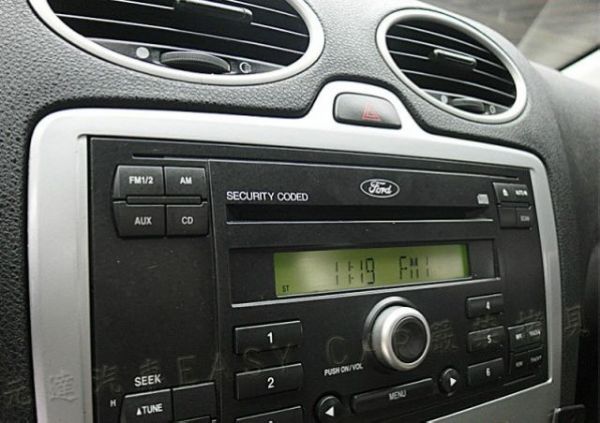 FM1/2 AM
AUX CD
SECURITY CODED
Ford
SCAN
11:19 FM1
ST
1
2
4
5
6
PUSH ON/VOL
MENU
SEEK
TUNE
EASY CAR